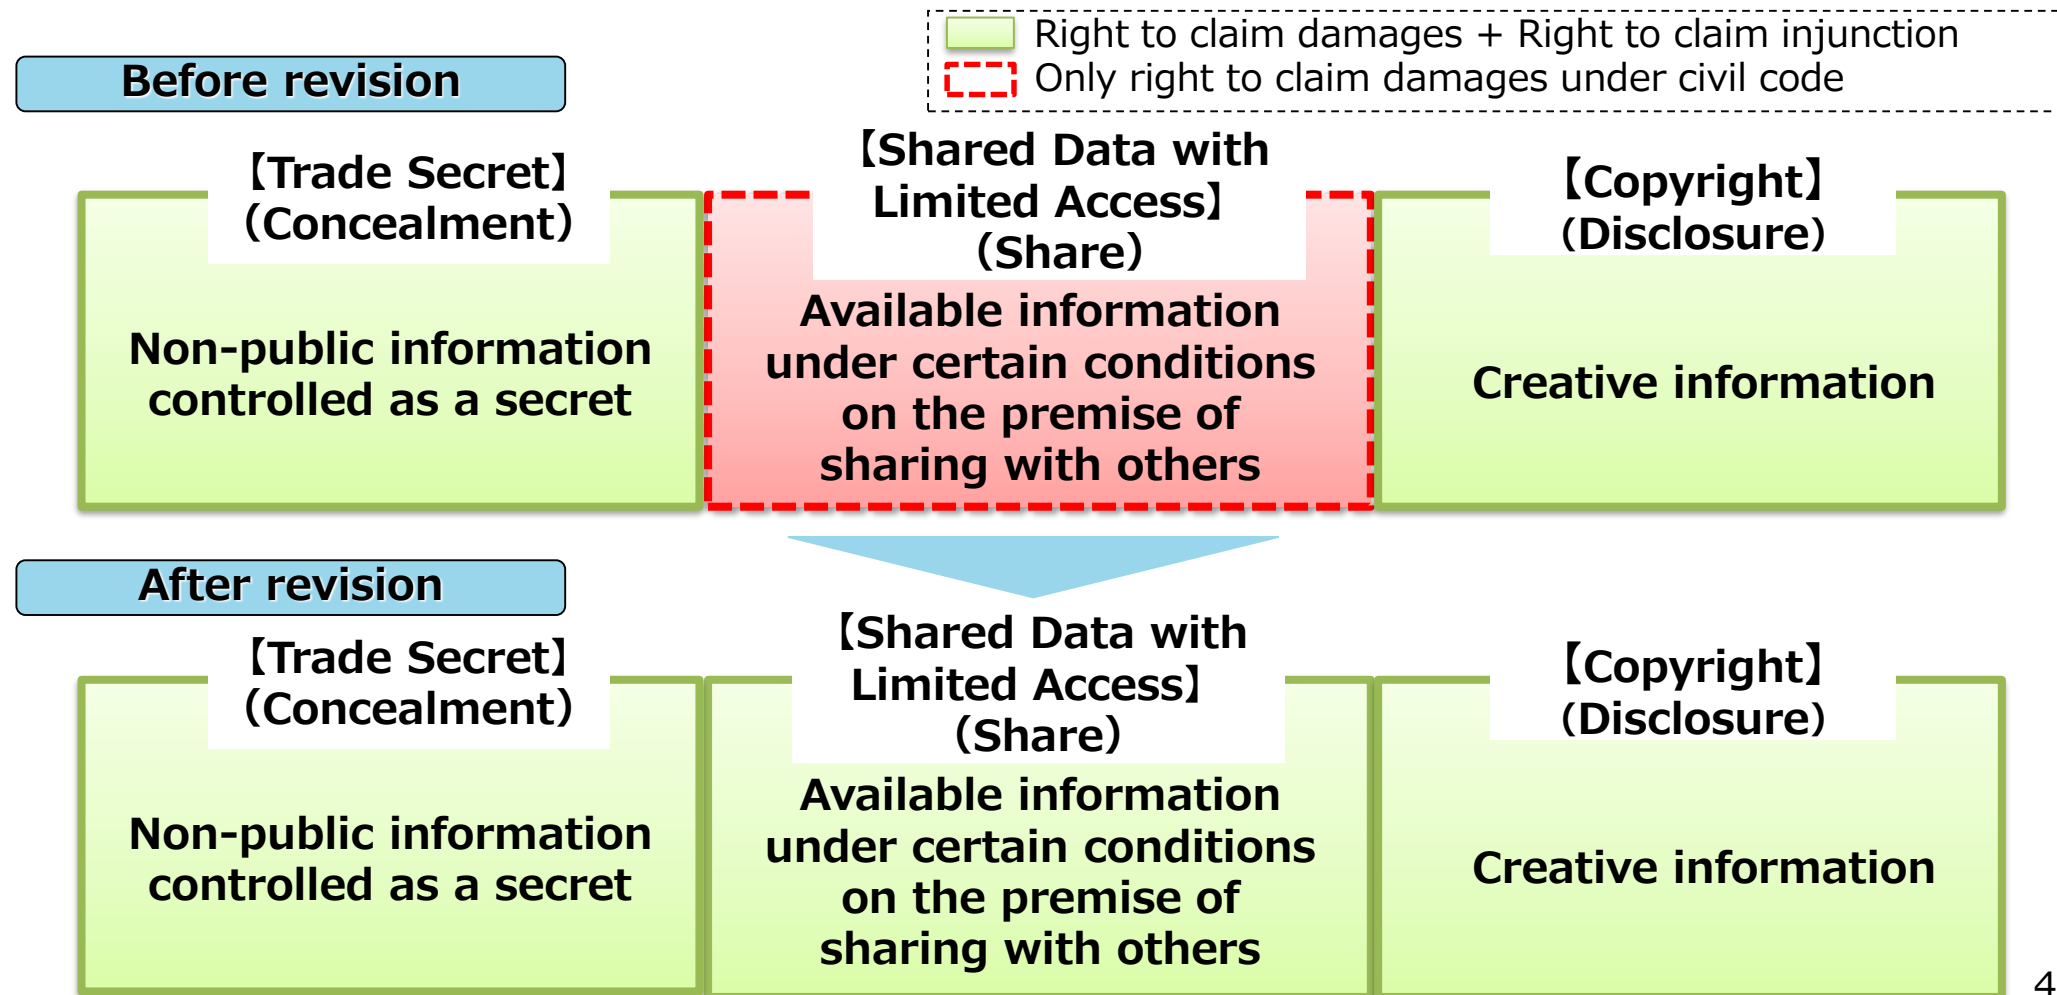 Right to claim damages + Right to claim injunction
Only right to claim damages under civil code
Before revision
【Trade Secret】
(Concealment)
Non-public information
controlled as a secret
【Shared Data with
Limited Access】
(Share)
Available information
under certain conditions
on the premise of
sharing with others
【Copyright】
(Disclosure)
Creative information
After revision
【Trade Secret】
(Concealment)
Non-public information
controlled as a secret
【Shared Data with
Limited Access】
(Share)
Available information
under certain conditions
on the premise of
sharing with others
【Copyright】
(Disclosure)
Creative information
4